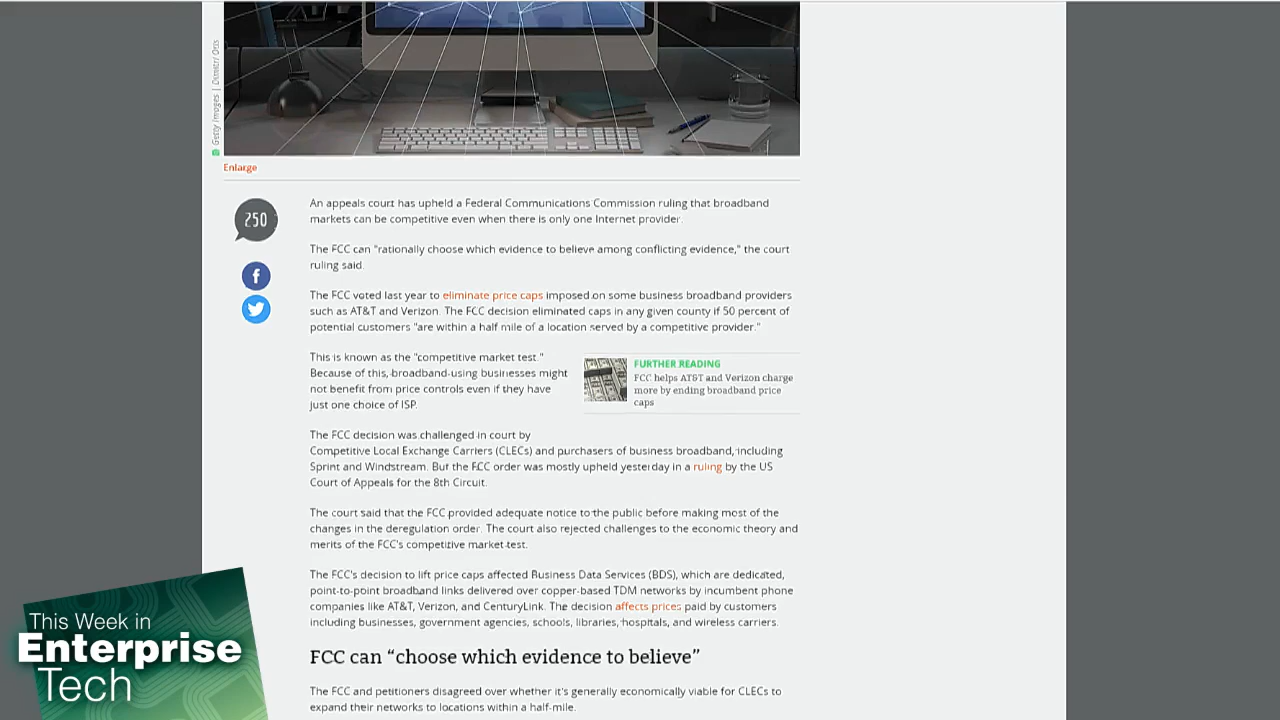 Getty Images | Dimitri Otis
Enlarge
250
An appeals court has upheld a Federal Communications Commission ruling that broadband
markets can be competitive even when there is only one Internet provider.
The FCC can "rationally choose which evidence to believe among conflicting evidence," the court
ruling said.
The FCC voted last year to eliminate price caps imposed on some business broadband providers
such as AT&T and Verizon. The FCC decision eliminated caps in any given county if 50 percent of
potential customers "are within a half mile of a location served by a competitive provider."
This is known as the "competitive market test."
Because of this, broadband-using businesses might
not benefit from price controls even if they have
just one choice of ISP.
FURTHER READING
FCC helps AT&T and Verizon charge
more by ending broadband price
caps
The FCC decision was challenged in court by
Competitive Local Exchange Carriers (CLECs) and purchasers of business broadband, including
Sprint and Windstream. But the FCC order was mostly upheld yesterday in a ruling by the US
Court of Appeals for the 8th Circuit.
The court said that the FCC provided adequate notice to the public before making most of the
changes in the deregulation order. The court also rejected challenges to the economic theory and
merits of the FCC's competitive market test.
The FCC's decision to lift price caps affected Business Data Services (BDS), which are dedicated,
point-to-point broadband links delivered over copper-based TDM networks by incumbent phone
companies like AT&T, Verizon, and CenturyLink. The decision affects prices paid by customers
including businesses, government agencies, schools, libraries, hospitals, and wireless carriers.
FCC can “choose which evidence to believe”
The FCC and petitioners disagreed over whether it's generally economically viable for CLECs to
expand their networks to locations within a half-mile.
This Week in
Enterprise
Tech